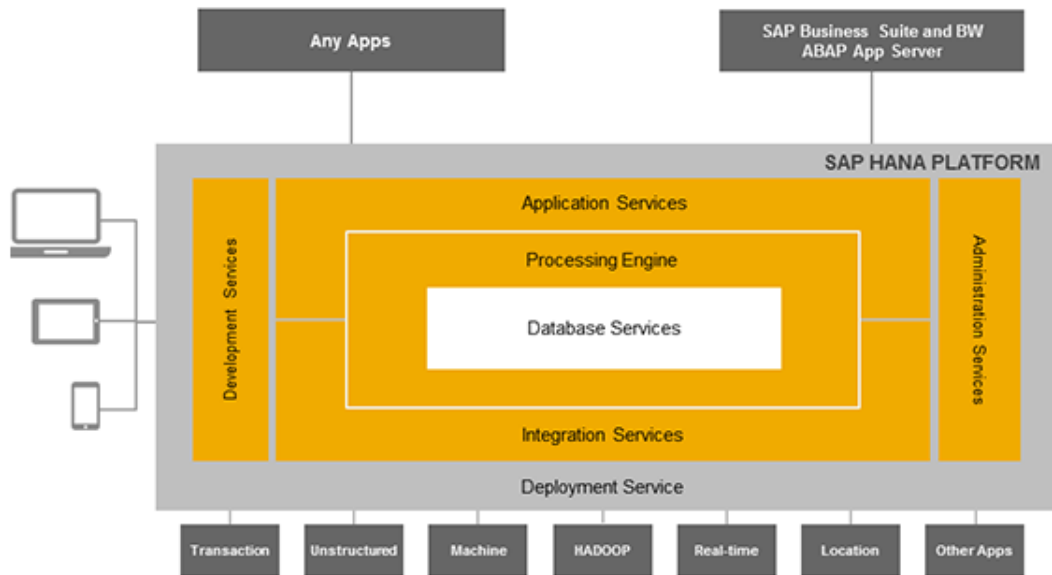 Any Apps
SAP Business Suite and BW
ABAP App Server
SAP HANA PLATFORM
Development Services
Application Services
Processing Engine
Database Services
Integration Services
Administration Services
Deployment Service
Transaction
Unstructured
Machine
HADOOP
Real-time
Location
Other Apps